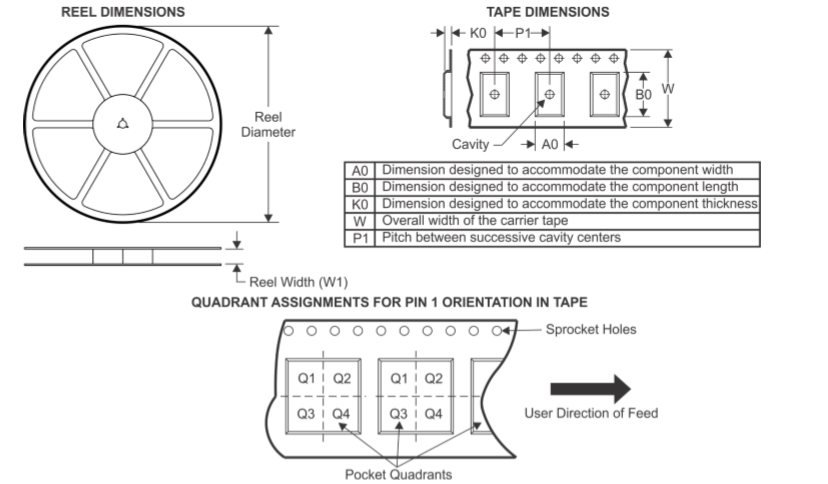 REEL DIMENSIONS
Reel
Diameter
Reel Width (W1)
TAPE DIMENSIONS
K0 P1
B0 W
Cavity A0
A0 Dimension designed to accommodate the component width
B0 Dimension designed to accommodate the component length
K0 Dimension designed to accommodate the component thickness
W Overall width of the carrier tape
P1 Pitch between successive cavity centers
QUADRANT ASSIGNMENTS FOR PIN 1 ORIENTATION IN TAPE
Sprocket Holes
Q1 Q2 Q1 Q2
Q3 Q4 Q3 Q4
User Direction of Feed
Pocket Quadrants